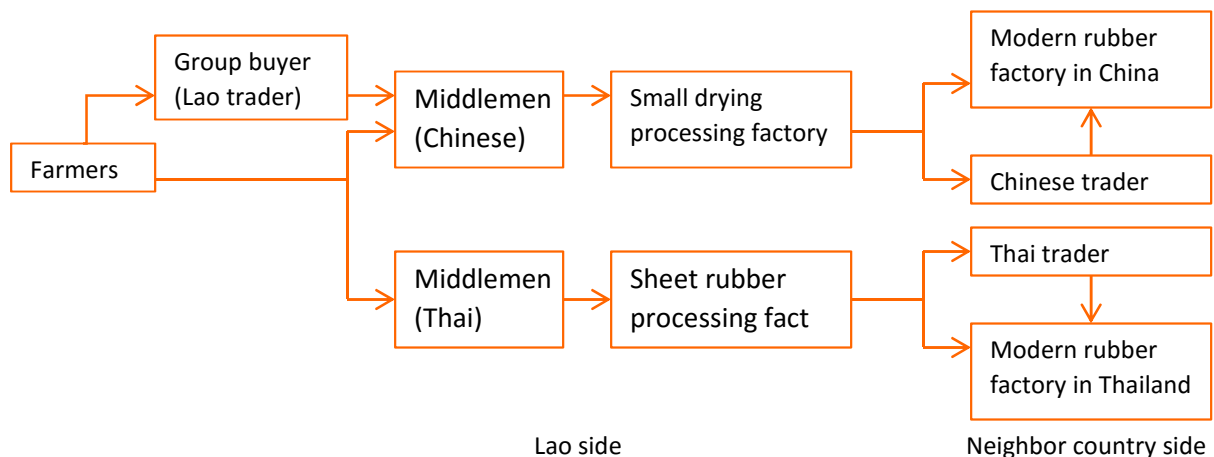 Farmers
Group buyer
(Lao trader)
Middlemen
(Chinese)
Small drying
processing factory
Modern rubber
factory in China
Chinese trader
Middlemen
(Thai)
Sheet rubber
processing fact
Thai trader
Modern rubber
factory in Thailand
Lao side
Neighbor country side